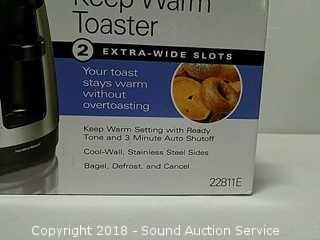 Keep Warm
Toaster
2 EXTRA-WIDE SLOTS
Your toast
stays warm
without
overtoasting
Keep Warm Setting with Ready
Tone and 3 Minute Auto Shutoff
Cool-Wall, Stainless Steel Sides
Bagel, Defrost, and Cancel
22811E
Copyright 2018 - Sound Auction Service